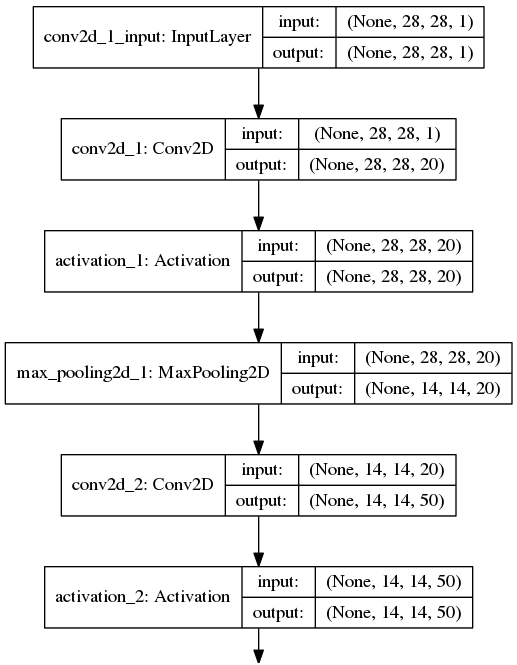 conv2d_1_input: InputLayer
input: (None, 28, 28, 1)
output: (None, 28, 28, 1)
conv2d_1: Conv2D
input: (None, 28, 28, 1)
output: (None, 28, 28, 20)
activation_1: Activation
input: (None, 28, 28, 20)
output: (None, 28, 28, 20)
max_pooling2d_1: MaxPooling2D
input: (None, 28, 28, 20)
output: (None, 14, 14, 20)
conv2d_2: Conv2D
input: (None, 14, 14, 20)
output: (None, 14, 14, 50)
activation_2: Activation
input: (None, 14, 14, 50)
output: (None, 14, 14, 50)